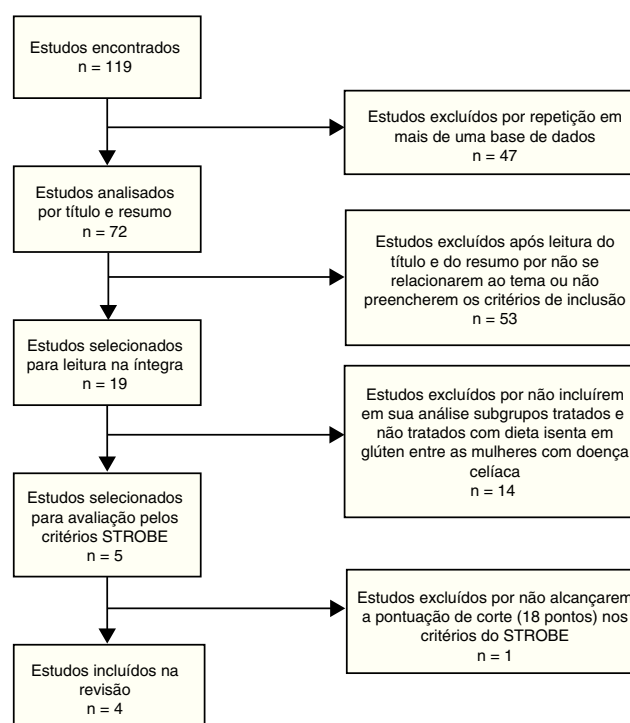 Estudos encontrados
n = 119
Estudos excluídos por repetição em
mais de uma base de dados
n = 47
Estudos analisados
por título e resumo
n = 72
Estudos excluídos após leitura do
título e do resumo por não se
relacionarem ao tema ou não
preencherem os critérios de inclusão
n = 53
Estudos selecionados
para leitura na íntegra
n = 19
Estudos excluídos por não incluírem
em sua análise subgrupos tratados e
não tratados com dieta isenta em
glúten entre as mulheres com doença
celíaca
n = 14
Estudos selecionados
para avaliação pelos
critérios STROBE
n = 5
Estudos excluídos por não alcançarem
a pontuação de corte (18 pontos) nos
critérios do STROBE
n = 1
Estudos incluídos na
revisão
n = 4